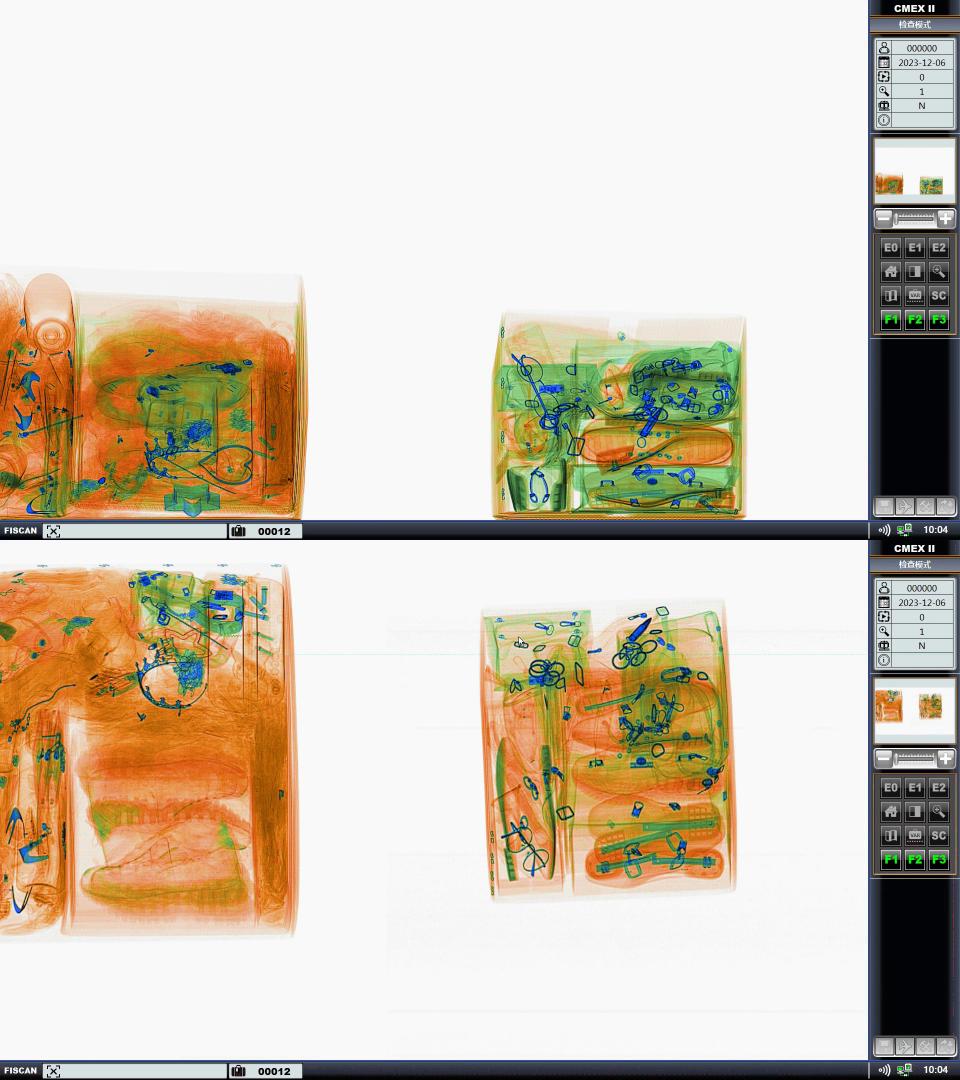 CMEX II
检查模式
000000
2023-12-06
0
1
N
E0 E1 E2
VAR SC
F1 F2 F3
FISCAN 00012 10:04
CMEX II
检查模式
000000
2023-12-06
0
1
N
E0 E1 E2
VAR SC
F1 F2 F3
FISCAN 00012 10:04